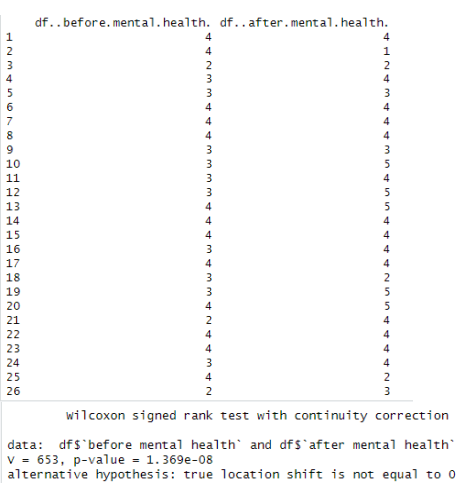 df..before.mental.health. df..after.mental.health.
1 4 4
2 4 1
3 2 2
4 3 4
5 3 3
6 4 4
7 4 4
8 4 4
9 3 3
10 3 5
11 3 4
12 3 5
13 4 5
14 4 4
15 4 4
16 3 4
17 4 4
18 3 2
19 3 5
20 4 5
21 2 4
22 4 4
23 4 4
24 3 4
25 4 2
26 2 3
Wilcoxon signed rank test with continuity correction
data: df$`before mental health` and df$`after mental health`
V = 653, p-value = 1.369e-08
alternative hypothesis: true location shift is not equal to 0